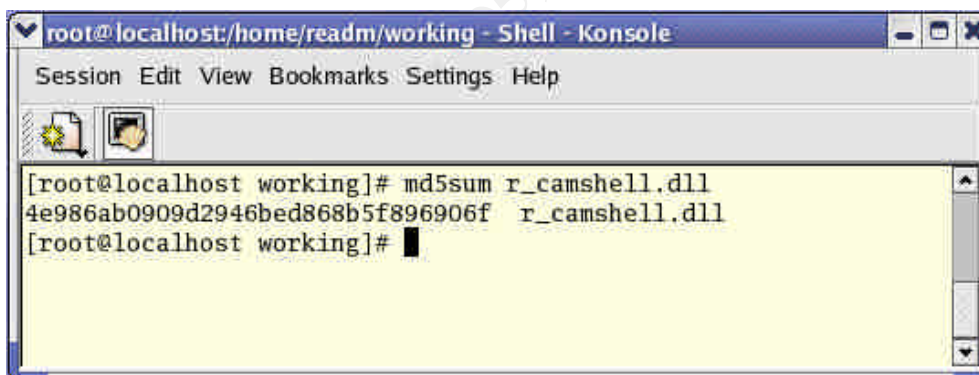 root@localhost:/home/readm/working - Shell - Konsole
Session Edit View Bookmarks Settings Help
[root@localhost working]# md5sum r_camshell.dll
4e986ab0909d2946bed868b5f896906f  r_camshell.dll
[root@localhost working]#